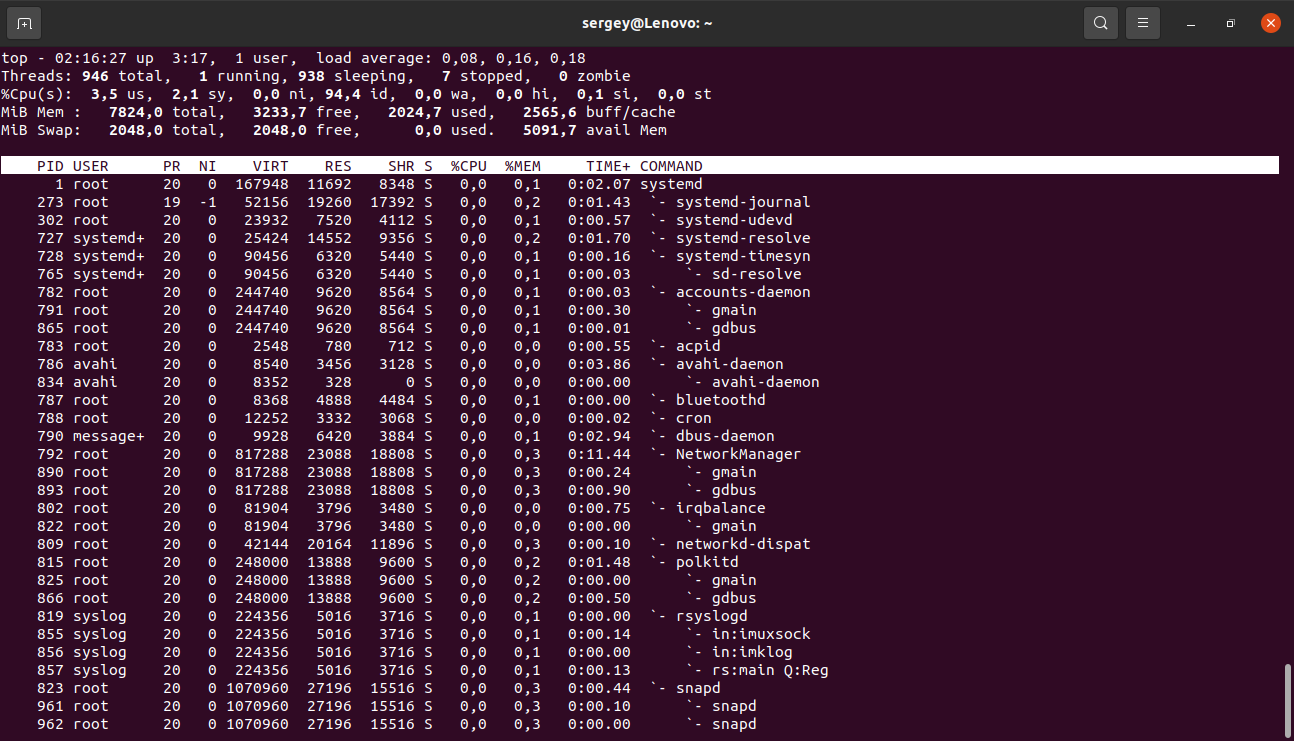 sergey@Lenovo: ~
top - 02:16:27 up  3:17,  1 user,  load average: 0,08, 0,16, 0,18
Threads: 946 total,   1 running, 938 sleeping,   7 stopped,   0 zombie
%Cpu(s):  3,5 us,  2,1 sy,  0,0 ni, 94,4 id,  0,0 wa,  0,0 hi,  0,1 si,  0,0 st
MiB Mem :   7824,0 total,   3233,7 free,   2024,7 used,   2565,6 buff/cache
MiB Swap:   2048,0 total,   2048,0 free,      0,0 used.   5091,7 avail Mem
    PID USER      PR  NI    VIRT    RES    SHR S  %CPU  %MEM     TIME+ COMMAND
      1 root      20   0  167948  11692   8348 S   0,0   0,1   0:02.07 systemd
    273 root      19  -1   52156  19260  17392 S   0,0   0,2   0:01.43  `- systemd-journal
    302 root      20   0   23932   7520   4112 S   0,0   0,1   0:00.57  `- systemd-udevd
    727 systemd+  20   0   25424  14552   9356 S   0,0   0,2   0:01.70  `- systemd-resolve
    728 systemd+  20   0   90456   6320   5440 S   0,0   0,1   0:00.16  `- systemd-timesyn
    765 systemd+  20   0   90456   6320   5440 S   0,0   0,1   0:00.03      `- sd-resolve
    782 root      20   0  244740   9620   8564 S   0,0   0,1   0:00.03  `- accounts-daemon
    791 root      20   0  244740   9620   8564 S   0,0   0,1   0:00.30      `- gmain
    865 root      20   0  244740   9620   8564 S   0,0   0,1   0:00.01      `- gdbus
    783 root      20   0    2548    780    712 S   0,0   0,0   0:00.55  `- acpid
    786 avahi     20   0    8540   3456   3128 S   0,0   0,0   0:03.86  `- avahi-daemon
    834 avahi     20   0    8352    328      0 S   0,0   0,0   0:00.00      `- avahi-daemon
    787 root      20   0    8368   4888   4484 S   0,0   0,1   0:00.00  `- bluetoothd
    788 root      20   0   12252   3332   3068 S   0,0   0,0   0:00.02  `- cron
    790 message+  20   0    9928   6420   3884 S   0,0   0,1   0:02.94  `- dbus-daemon
    792 root      20   0  817288  23088  18808 S   0,0   0,3   0:11.44  `- NetworkManager
    890 root      20   0  817288  23088  18808 S   0,0   0,3   0:00.24      `- gmain
    893 root      20   0  817288  23088  18808 S   0,0   0,3   0:00.90      `- gdbus
    802 root      20   0   81904   3796   3480 S   0,0   0,0   0:00.75  `- irqbalance
    822 root      20   0   81904   3796   3480 S   0,0   0,0   0:00.00      `- gmain
    809 root      20   0   42144  20164  11896 S   0,0   0,3   0:00.10  `- networkd-dispat
    815 root      20   0  248000  13888   9600 S   0,0   0,2   0:01.48  `- polkitd
    825 root      20   0  248000  13888   9600 S   0,0   0,2   0:00.00      `- gmain
    866 root      20   0  248000  13888   9600 S   0,0   0,2   0:00.50      `- gdbus
    819 syslog    20   0  224356   5016   3716 S   0,0   0,1   0:00.00  `- rsyslogd
    855 syslog    20   0  224356   5016   3716 S   0,0   0,1   0:00.14      `- in:imuxsock
    856 syslog    20   0  224356   5016   3716 S   0,0   0,1   0:00.00      `- in:imklog
    857 syslog    20   0  224356   5016   3716 S   0,0   0,1   0:00.13      `- rs:main Q:Reg
    823 root      20   0 1070960  27196  15516 S   0,0   0,3   0:00.44  `- snapd
    961 root      20   0 1070960  27196  15516 S   0,0   0,3   0:00.10      `- snapd
    962 root      20   0 1070960  27196  15516 S   0,0   0,3   0:00.00      `- snapd